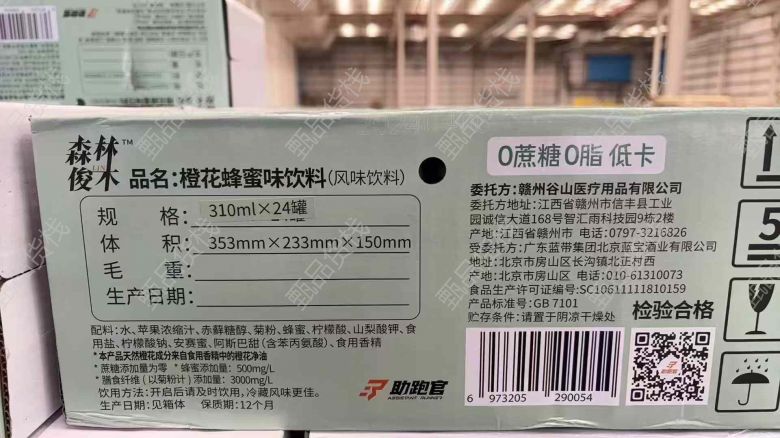 森林™
俊木
品名:橙花蜂蜜味饮料(风味饮料)
规 格: 310ml×24罐
体 积: 353mm×233mm×150mm
毛 重:
生产日期:
配料:水、苹果浓缩汁、赤藓糖醇、菊粉、蜂蜜、柠檬酸、山梨酸钾、食
用盐、柠檬酸钠、安赛蜜、阿斯巴甜(含苯丙氨酸)、食用香精
*本产品天然橙花成分来自食用香精中的橙花净油
*蔗糖添加量为零 *蜂蜜添加量: 500mg/L
*膳食纤维(以菊粉计)添加量: 3000mg/L
饮用方法:开启后请及时饮用,冷藏风味更佳。
生产日期:见箱体 保质期:12个月
助跑官
ASSISTANT RUNNER
0蔗糖0脂 低卡
委托方:赣州谷山医疗用品有限公司
委托方地址:江西省赣州市信丰县工业
园诚信大道168号智汇雨科技园9栋2楼
产地:江西省赣州市 电话:0797-3216826
受委托方:广东蓝带集团北京蓝宝酒业有限公司
地址:北京市房山区长沟镇北正村西
产地:北京市房山区 电话:010-61310073
食品生产许可证编号:SC10611111810159
产品标准号:GB 7101
贮存条件:请置于阴凉干燥处
检验合格
6 973205 290054
5
甄品货栈